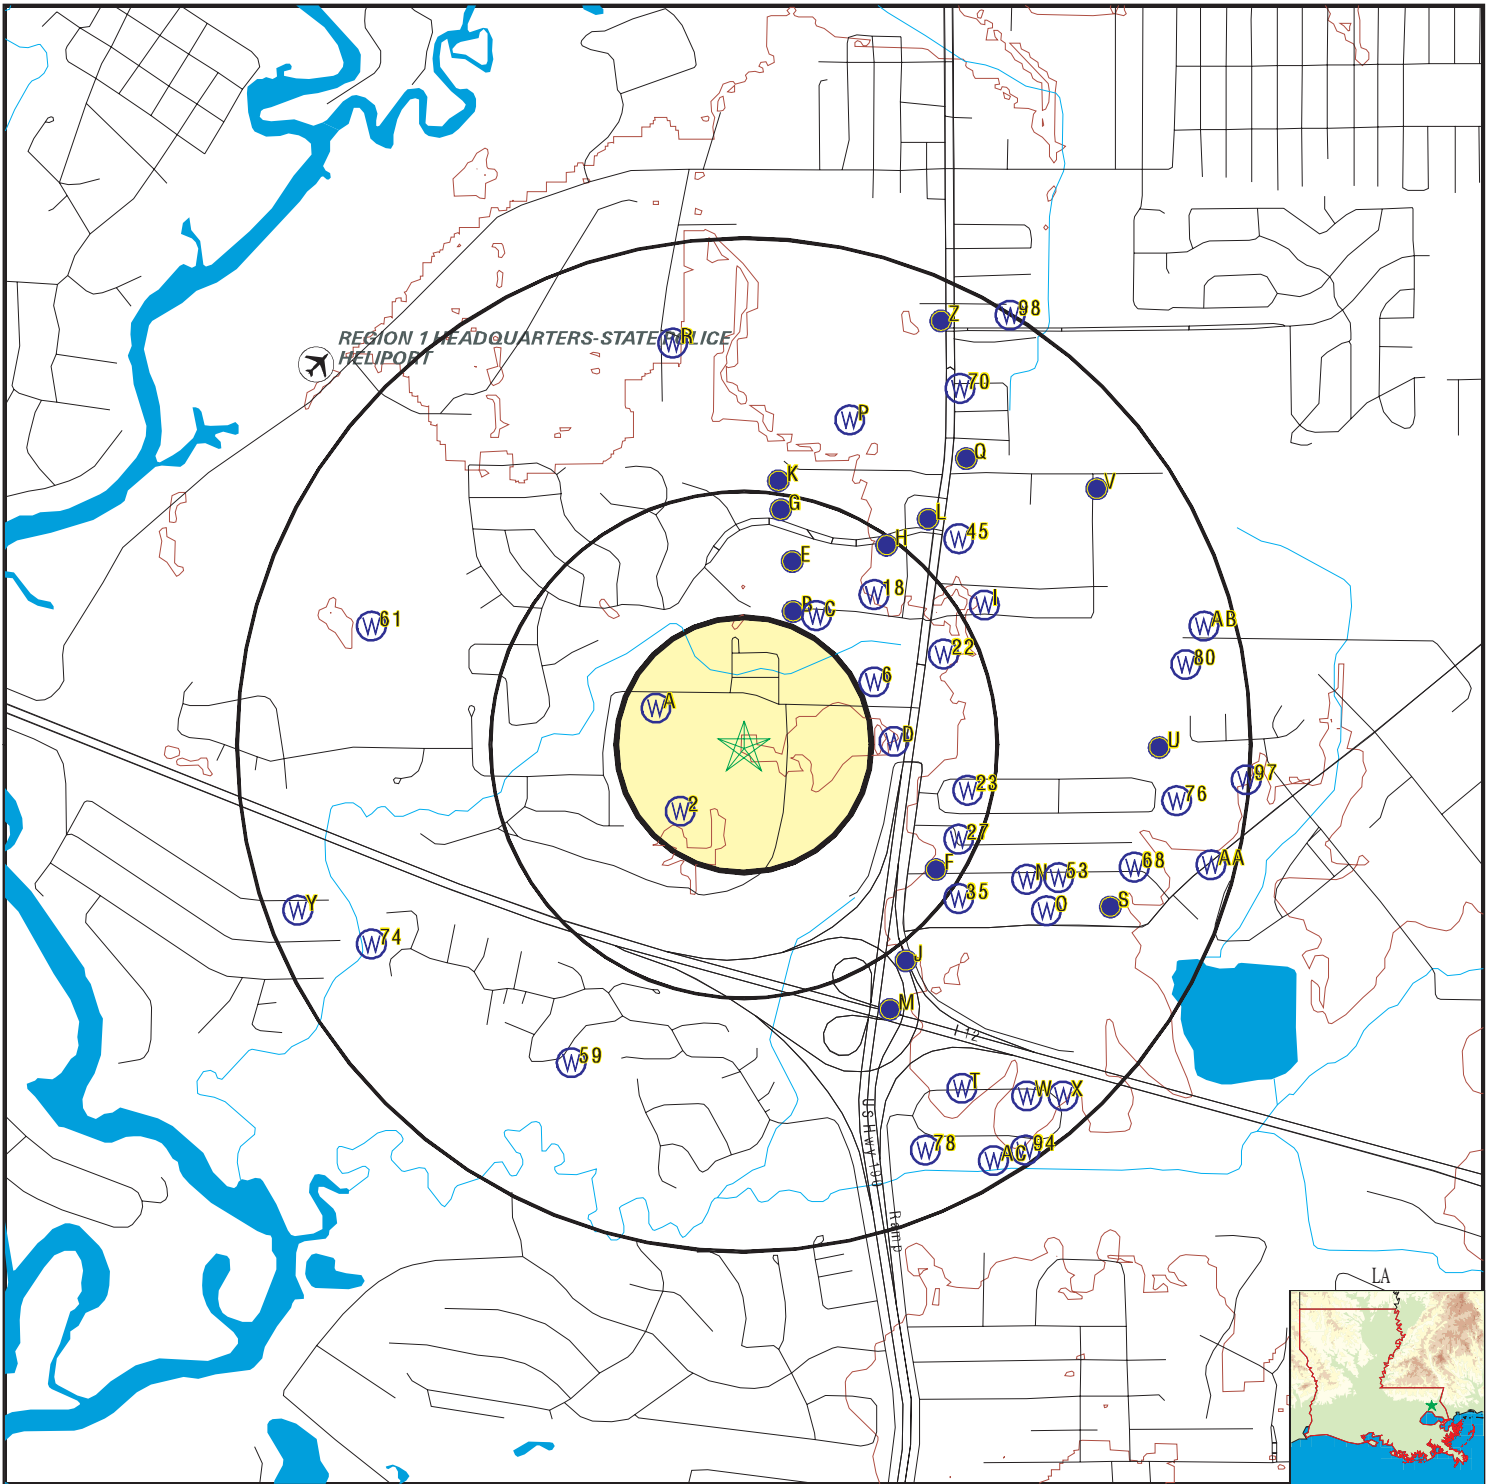 Z
W 98
REGION 1 HEADQUARTERS-STATE POLICE
HELIPORT
W R
W 70
W P
Q
K
V
G
L
W 45
H
E
W 18
W I
B
W C
W 61
W AB
W 22
W 80
W 6
W A
W D
U
W 97
W 23
W 76
W 2
W 27
F
W N
W 53
W 68
W AA
W 35
W O
S
W Y
W 74
J
M
I-12
W 59
W T
W W
W X
US HWY 190
W 78
W AC
W 94
Ramp
LA